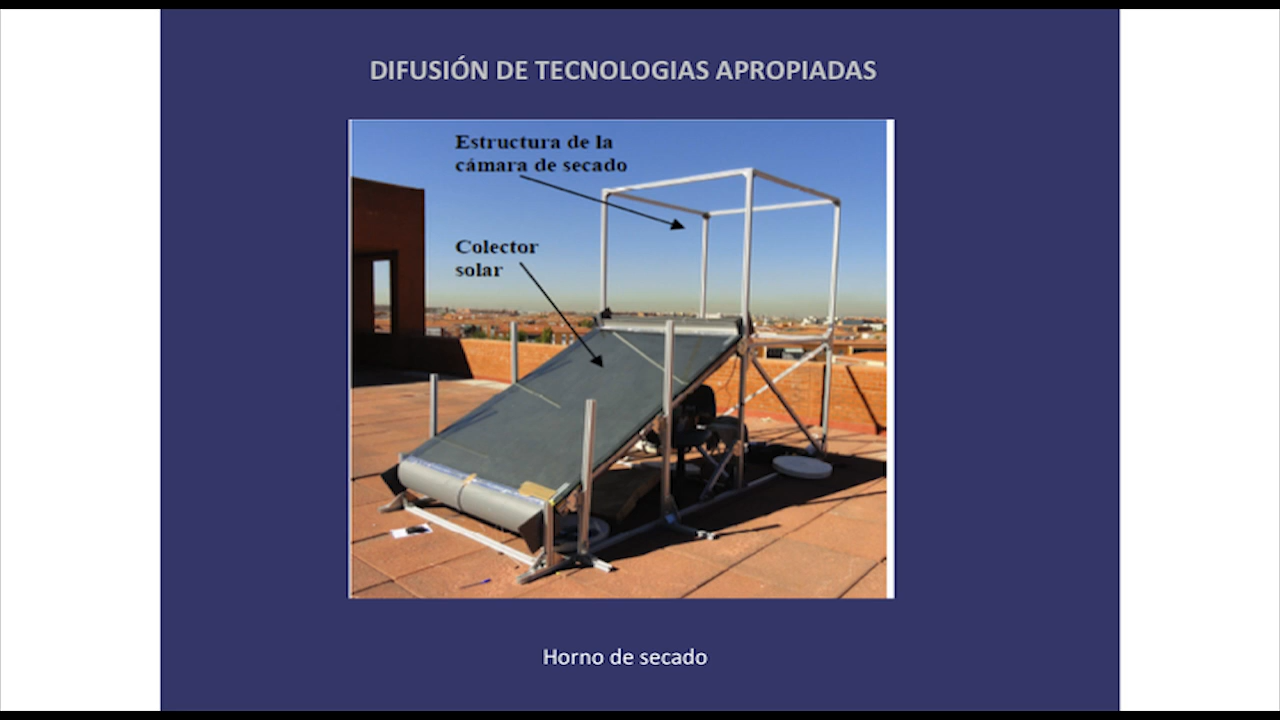 DIFUSIÓN DE TECNOLOGIAS APROPIADAS
Estructura de la
cámara de secado
Colector
solar
Horno de secado